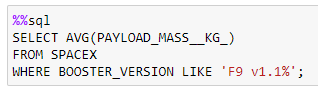 %%sql
SELECT AVG(PAYLOAD_MASS__KG_)
FROM SPACEX
WHERE BOOSTER_VERSION LIKE 'F9 v1.1%';